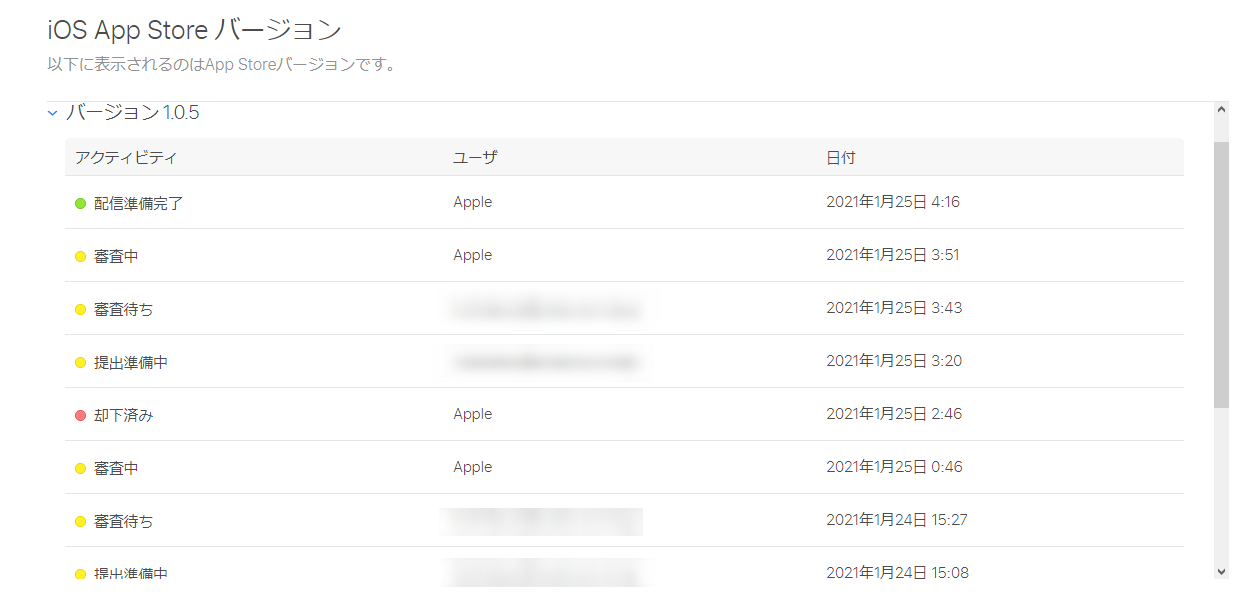 iOS App Store バージョン
以下に表示されるのはApp Storeバージョンです。
バージョン 1.0.5
アクティビティ ユーザ 日付
配信準備完了 Apple 2021年1月25日 4:16
審査中 Apple 2021年1月25日 3:51
審査待ち 2021年1月25日 3:43
提出準備中 2021年1月25日 3:20
却下済み Apple 2021年1月25日 2:46
審査中 Apple 2021年1月25日 0:46
審査待ち 2021年1月24日 15:27
提出準備中 2021年1月24日 15:08